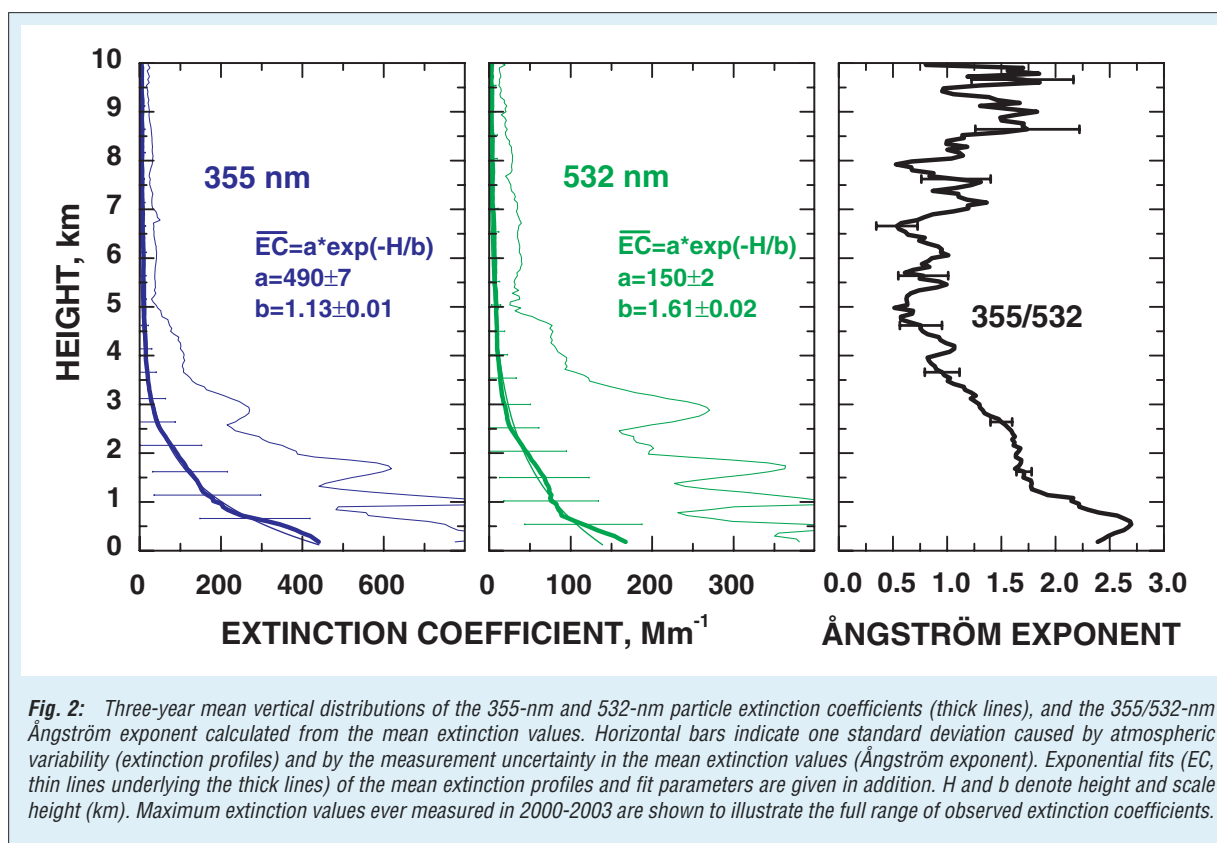 10
9
8
7
6
5
4
3
2
1
0
HEIGHT, km
355 nm
EC=a*exp(-H/b)
a=490±7
b=1.13±0.01
532 nm
EC=a*exp(-H/b)
a=150±2
b=1.61±0.02
355/532
0 200 400 600
0 100 200 300
0.0 0.5 1.0 1.5 2.0 2.5 3.0
EXTINCTION COEFFICIENT, Mm⁻¹
ÅNGSTRÖM EXPONENT
Fig. 2: Three-year mean vertical distributions of the 355-nm and 532-nm particle extinction coefficients (thick lines), and the 355/532-nm
Ångström exponent calculated from the mean extinction values. Horizontal bars indicate one standard deviation caused by atmospheric
variability (extinction profiles) and by the measurement uncertainty in the mean extinction values (Ångström exponent). Exponential fits (EC,
thin lines underlying the thick lines) of the mean extinction profiles and fit parameters are given in addition. H and b denote height and scale
height (km). Maximum extinction values ever measured in 2000-2003 are shown to illustrate the full range of observed extinction coefficients.